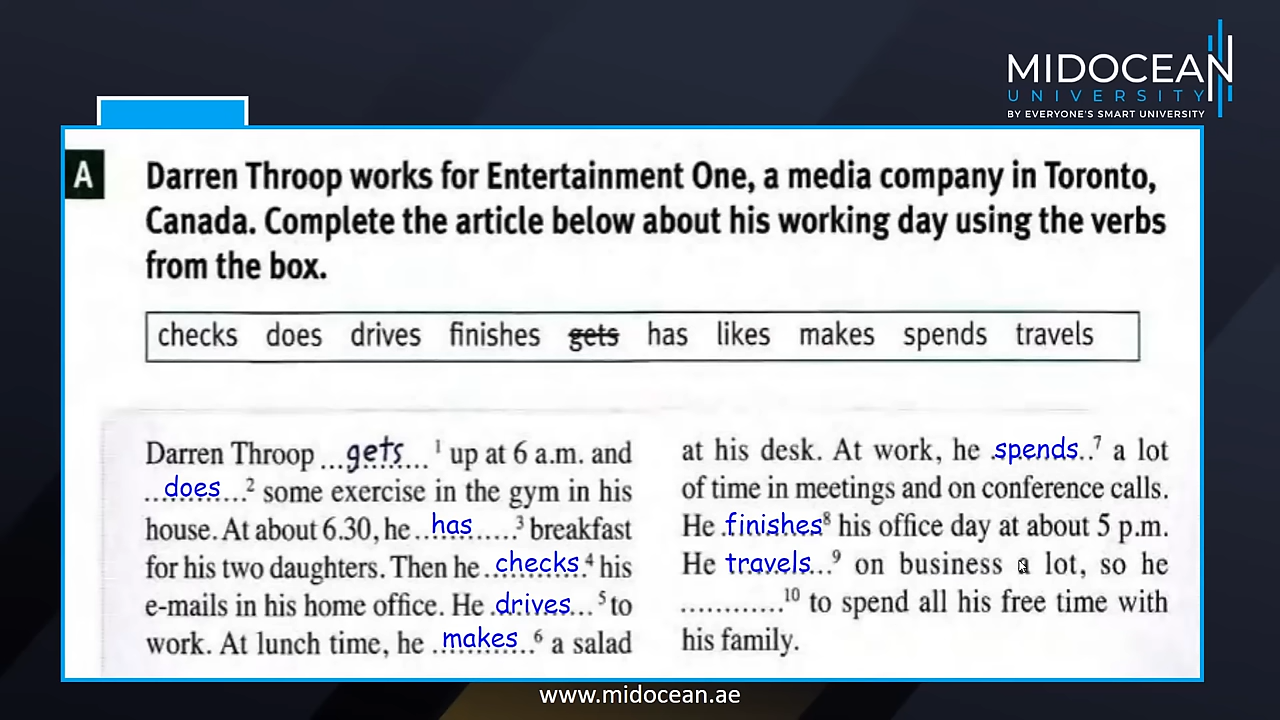 MIDOCEAN
UNIVERSITY
BY EVERYONE'S SMART UNIVERSITY
A
Darren Throop works for Entertainment One, a media company in Toronto,
Canada. Complete the article below about his working day using the verbs
from the box.
checks does drives finishes gets has likes makes spends travels
Darren Throop ...gets...¹ up at 6 a.m. and
...does...² some exercise in the gym in his
house. At about 6.30, he ..has......³ breakfast
for his two daughters. Then he ..checks.⁴ his
e-mails in his home office. He .drives...⁵ to
work. At lunch time, he .makes..⁶ a salad
at his desk. At work, he .spends..⁷ a lot
of time in meetings and on conference calls.
He .finishes⁸ his office day at about 5 p.m.
He travels...⁹ on business a lot, so he
............¹⁰ to spend all his free time with
his family.
www.midocean.ae